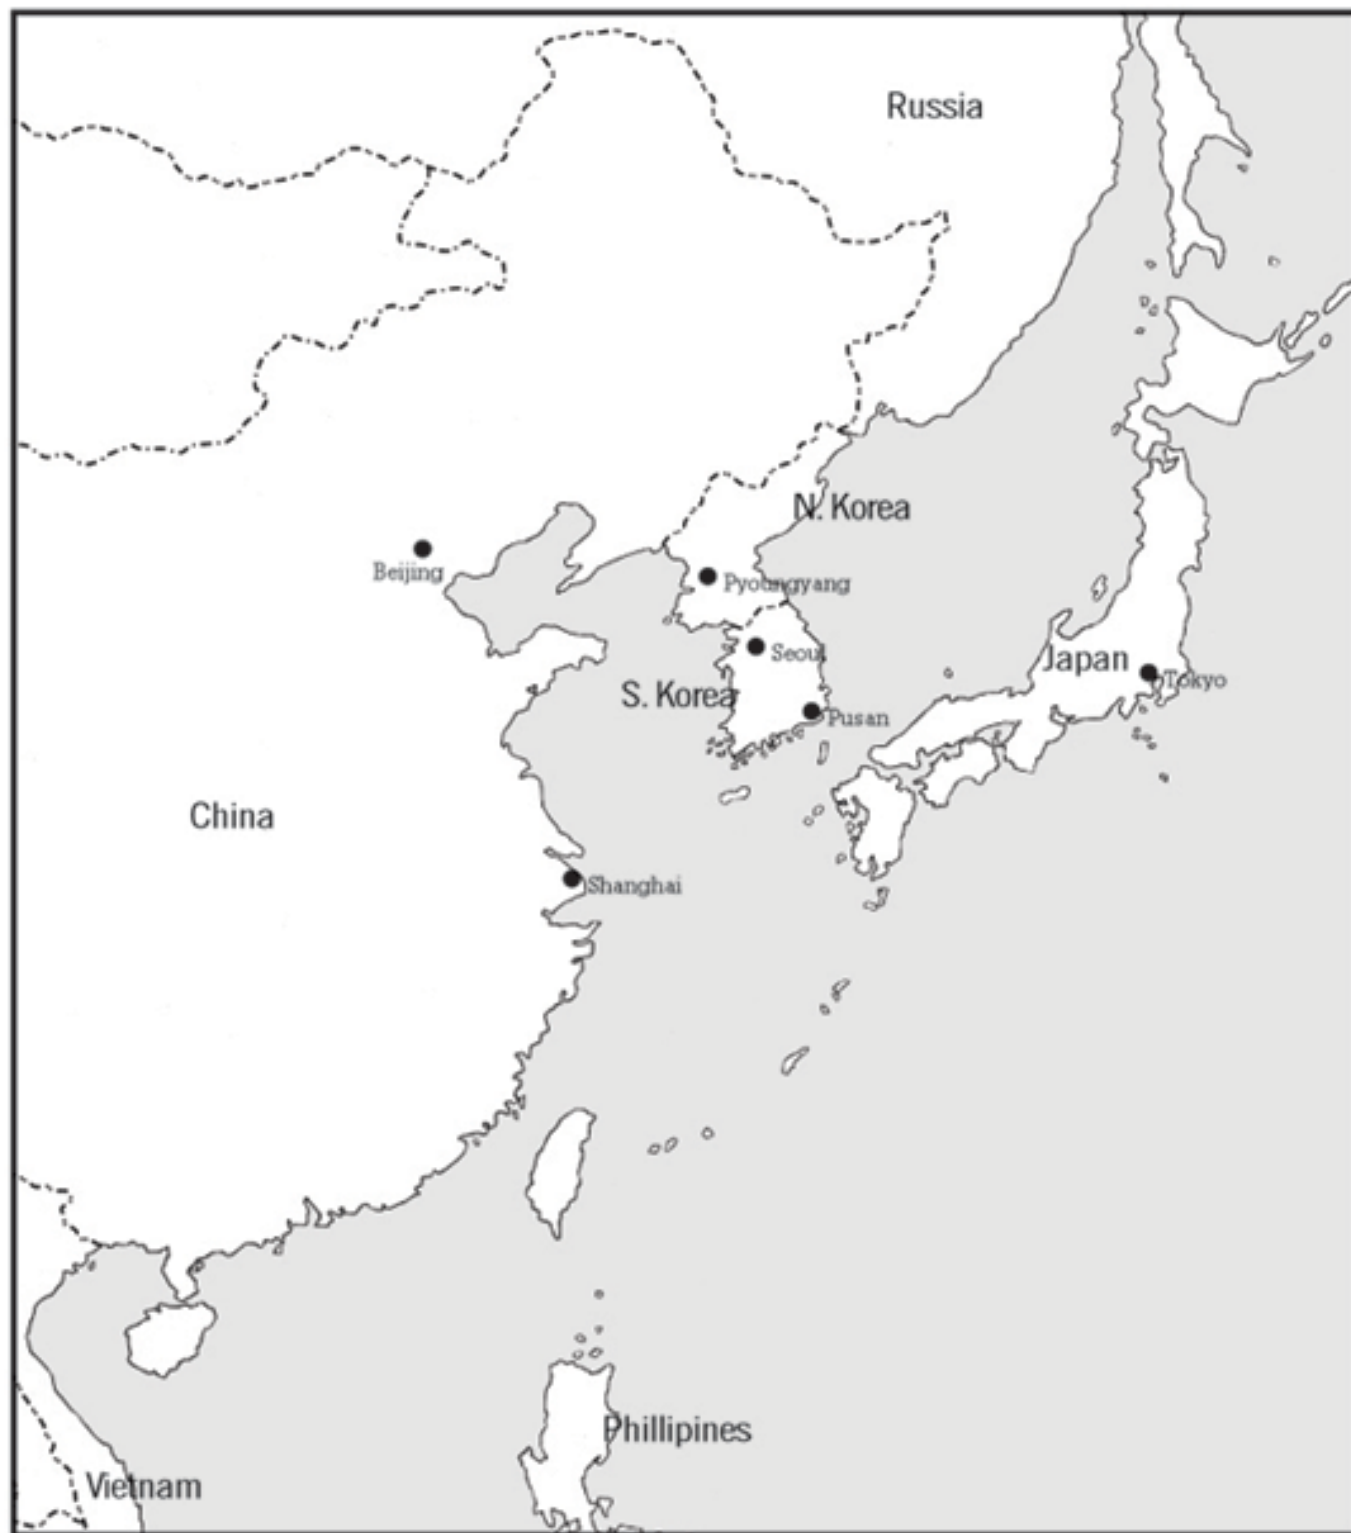 Russia
N. Korea
Beijing
Pyoungyang
Seoul
Japan
Tokyo
S. Korea
Pusan
China
Shanghai
Phillipines
Vietnam